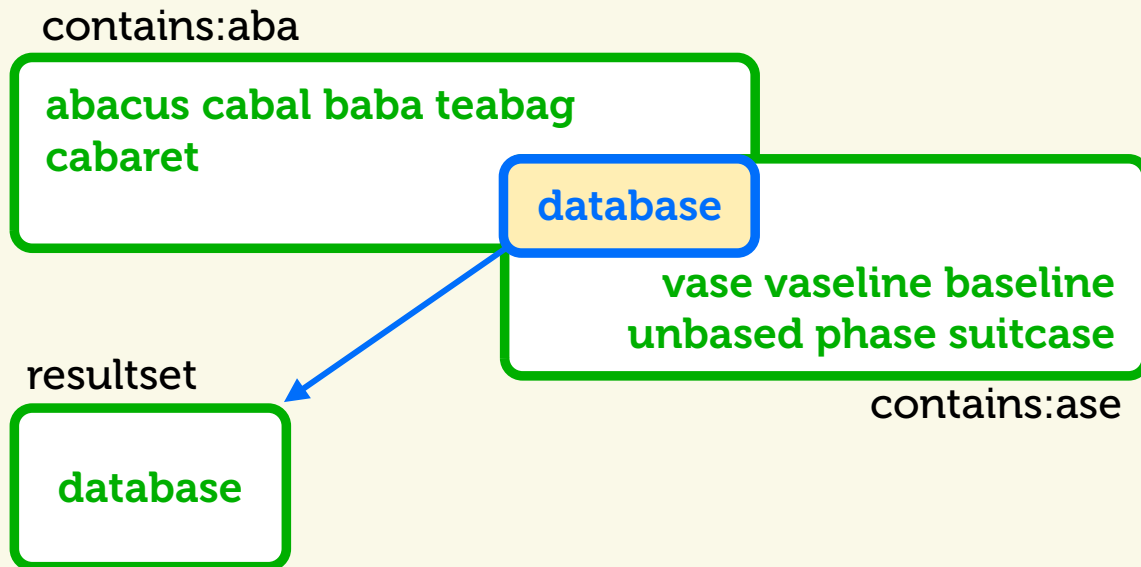 contains:aba
abacus cabal baba teabag
cabaret
database
vase vaseline baseline
unbased phase suitcase
contains:ase
resultset
database